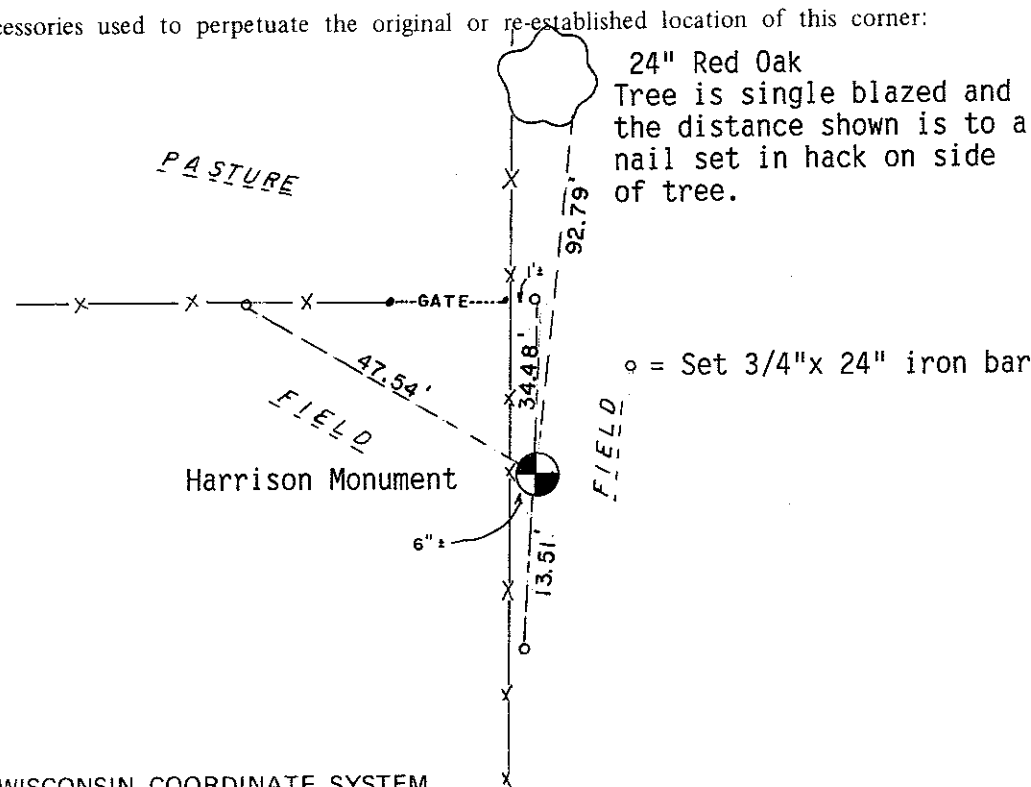 cessories used to perpetuate the original or re-established location of this corner:
24" Red Oak
Tree is single blazed and
the distance shown is to a
nail set in hack on side
of tree.
PASTURE
92.79'
1'±
GATE
34.48'
47.54'
o = Set 3/4"x 24" iron bar
FIELD
FIELD
Harrison Monument
6"±
13.51'
WISCONSIN COORDINATE SYSTEM